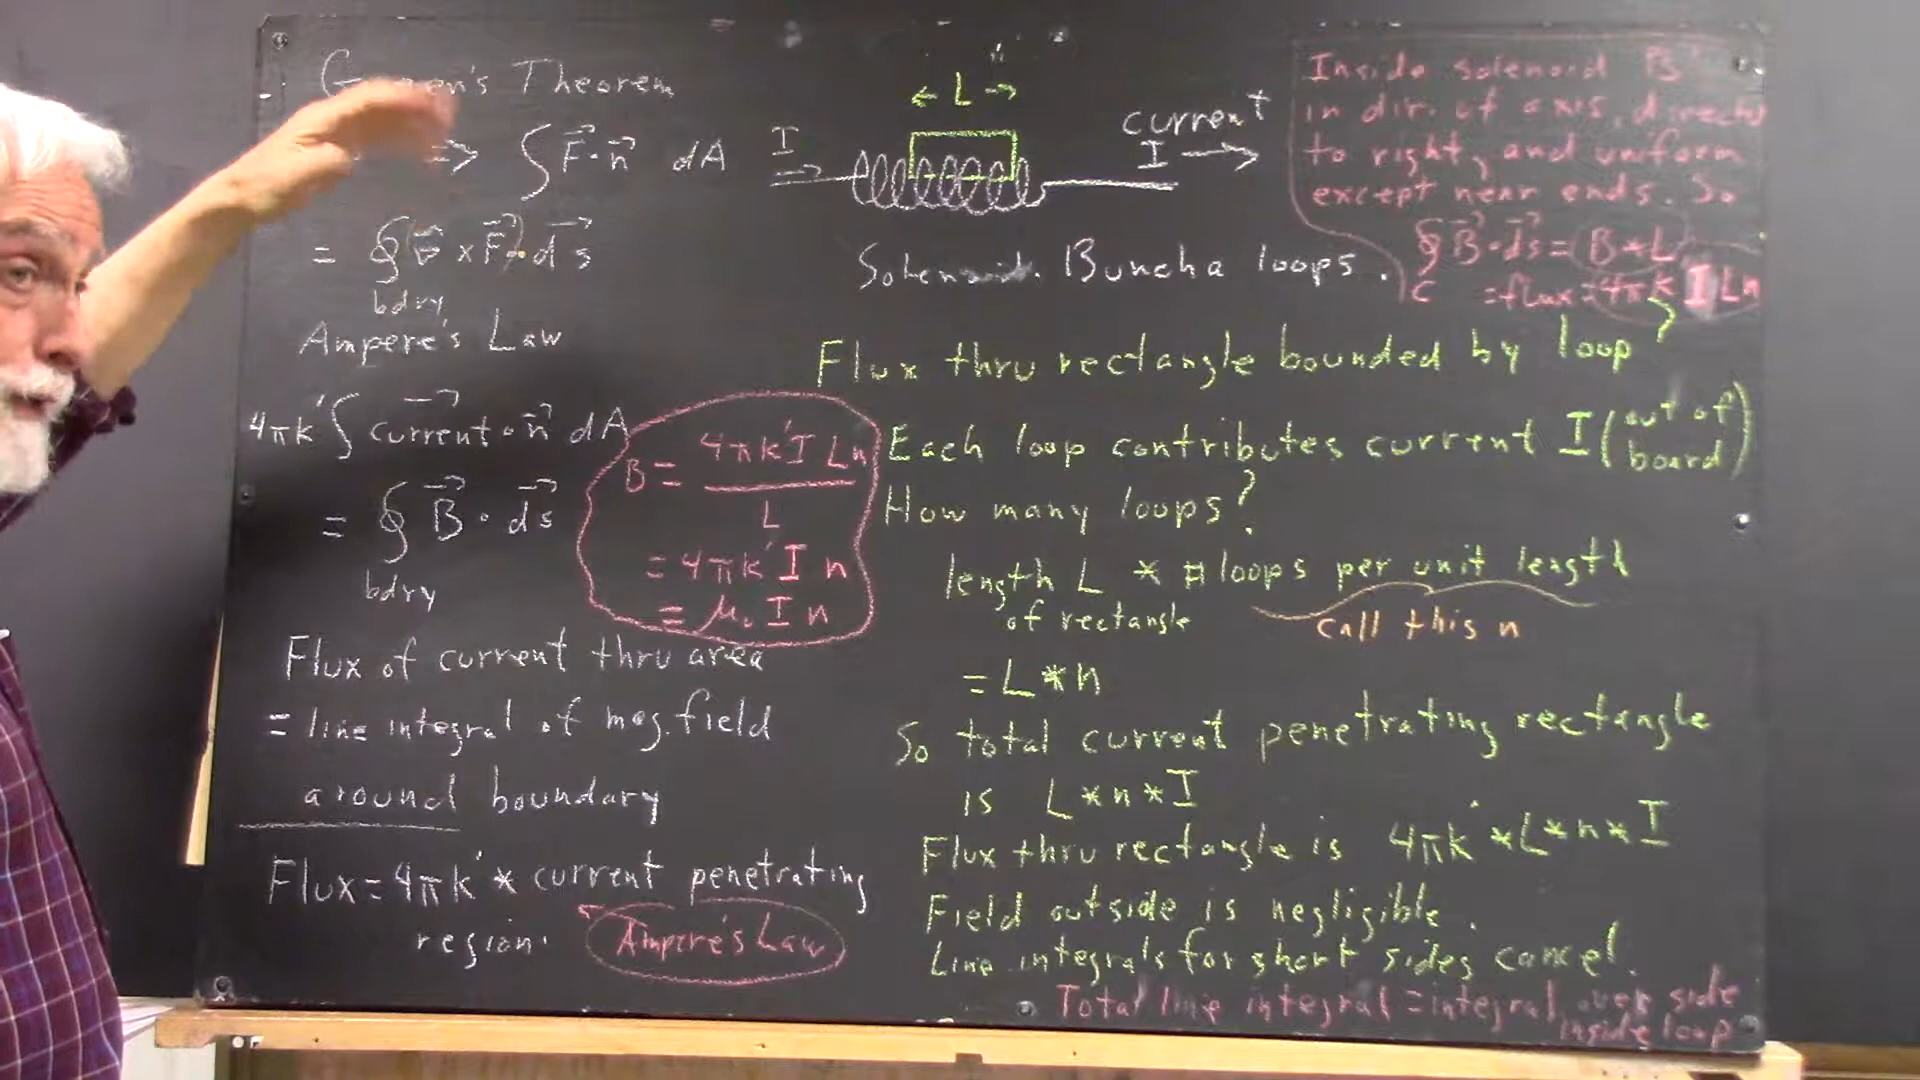 Green's Theorem
=> ∫ F⃗·n⃗ dA
= ∮ (∇⃗ × F⃗)·d⃗s
bdry
Ampere's Law
4πk' ∫ current·n⃗ dA
= ∮ B⃗ · d⃗s
bdry
Flux of current thru area
= line integral of mag. field
around boundary
Flux = 4πk' * current penetrating
region.
Ampere's Law
B = 4πk' I Ln
L
= 4πk' I n
= μ₀ I n
← L →
I
→
current
I →
Solenoid. Buncha loops.
Inside solenoid B⃗
in dir. of axis, directed
to right, and uniform
except near ends. So
∮ B⃗·d⃗s = B*L
C = flux = 4πk' I Ln
Flux thru rectangle bounded by loop?
Each loop contributes current I (out of board)
How many loops?
length L * # loops per unit length
of rectangle
call this n
= L * n
So total current penetrating rectangle
is L * n * I
Flux thru rectangle is 4πk' * L * n * I
Field outside is negligible.
Line integrals for short sides cancel.
Total line integral = integral over side
inside loop